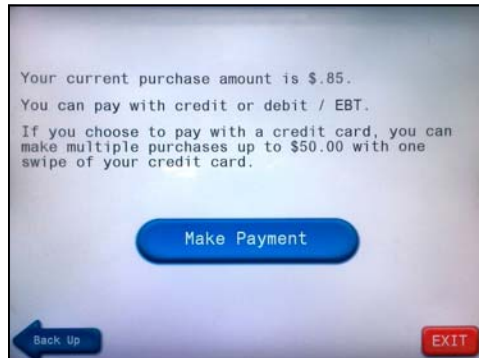 Your current purchase amount is $.85.
You can pay with credit or debit / EBT.
If you choose to pay with a credit card, you can
make multiple purchases up to $50.00 with one
swipe of your credit card.
Make Payment
Back Up
EXIT